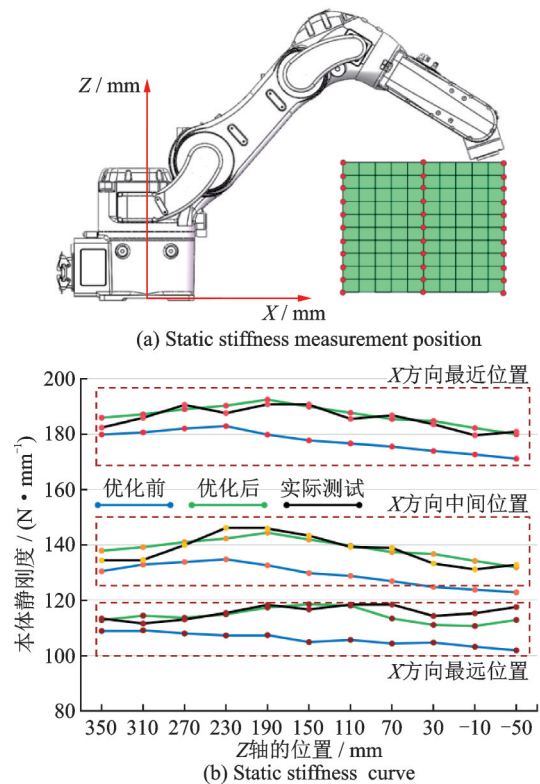 Z / mm
X / mm
(a) Static stiffness measurement position
X方向最近位置
优化前 优化后 实际测试
X方向中间位置
X方向最远位置
本体静刚度 / (N·mm⁻¹)
200
180
160
140
120
100
80
350 310 270 230 190 150 110 70 30 -10 -50
Z轴的位置 / mm
(b) Static stiffness curve